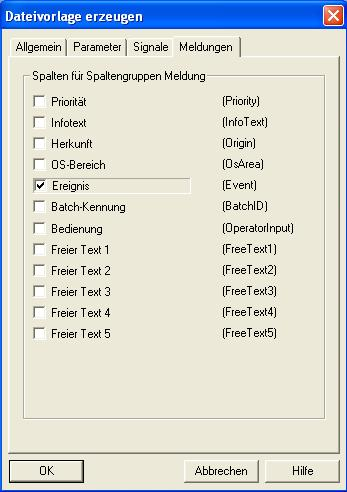 Dateivorlage erzeugen
Allgemein Parameter Signale Meldungen
Spalten für Spaltengruppen Meldung
Priorität (Priority)
Infotext (InfoText)
Herkunft (Origin)
OS-Bereich (OsArea)
Ereignis (Event)
Batch-Kennung (BatchID)
Bedienung (OperatorInput)
Freier Text 1 (FreeText1)
Freier Text 2 (FreeText2)
Freier Text 3 (FreeText3)
Freier Text 4 (FreeText4)
Freier Text 5 (FreeText5)
OK Abbrechen Hilfe